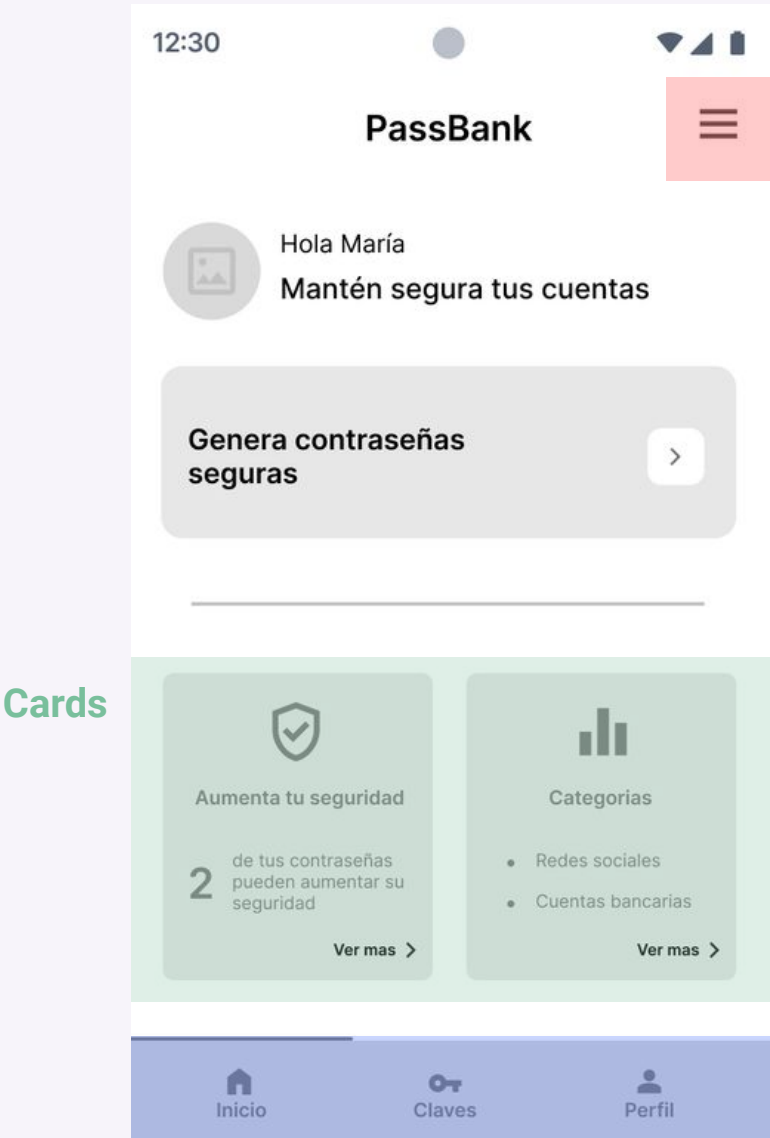 12:30
PassBank
Hola María
Mantén segura tus cuentas
Genera contraseñas
seguras
Cards
Aumenta tu seguridad
2
de tus contraseñas
pueden aumentar su
seguridad
Ver mas
Categorias
Redes sociales
Cuentas bancarias
Ver mas
Inicio
Claves
Perfil